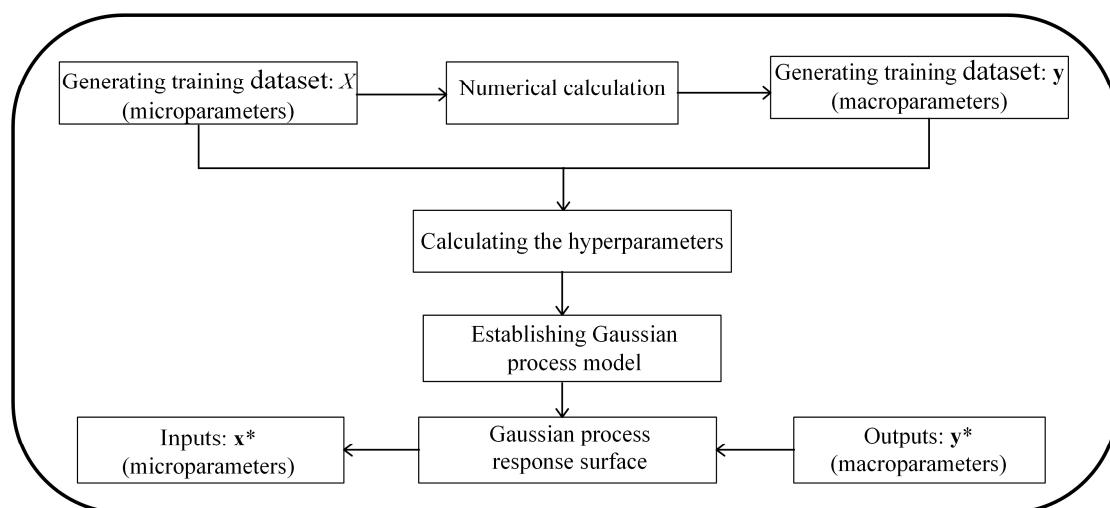 Generating training dataset: X
(microparameters)
Numerical calculation
Generating training dataset: y
(macroparameters)
Calculating the hyperparameters
Establishing Gaussian
process model
Inputs: x*
(microparameters)
Gaussian process
response surface
Outputs: y*
(macroparameters)